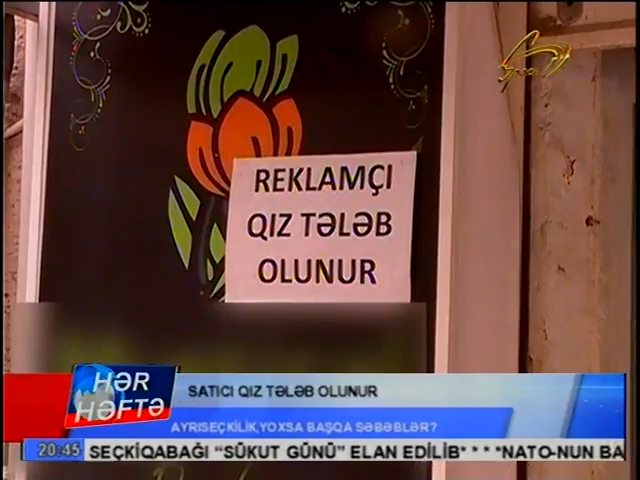 REKLAMÇI
QIZ TƏLƏB
OLUNUR
HƏR
HƏFTƏ
SATICI QIZ TƏLƏB OLUNUR
AYRISEÇKİLİK,YOXSA BAŞQA SƏBƏBLƏR?
20:45 SEÇKİQABAĞI “SÜKUT GÜNÜ” ELAN EDİLİB* * * *NATO-NUN BA